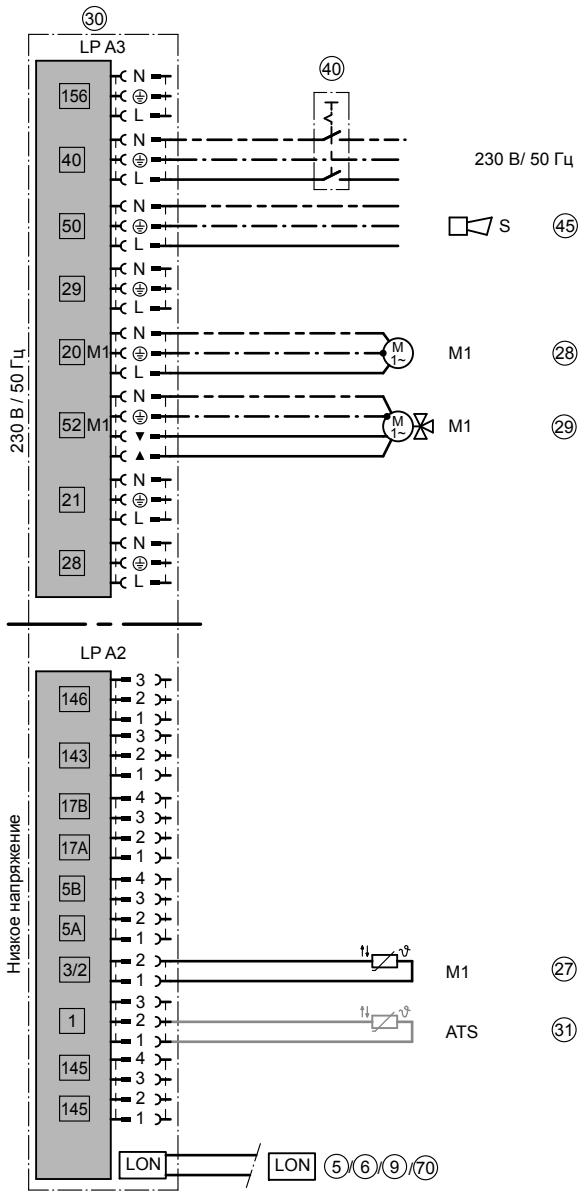 30
LP A3
40
156
N
L
40
N
L
230 В/ 50 Гц
50
N
L
S
45
29
N
L
230 В / 50 Гц
20 M1
N
L
M
1~
M1
28
52 M1
N
M
1~
M1
29
21
N
L
28
N
L
LP A2
Низкое напряжение
146
3
2
1
143
3
2
1
17B
4
3
17A
2
1
5B
4
3
5A
2
1
3/2
2
1
ϑ
M1
27
1
3
2
1
ϑ
ATS
31
145
4
3
145
2
1
LON
LON 5/6/9/70